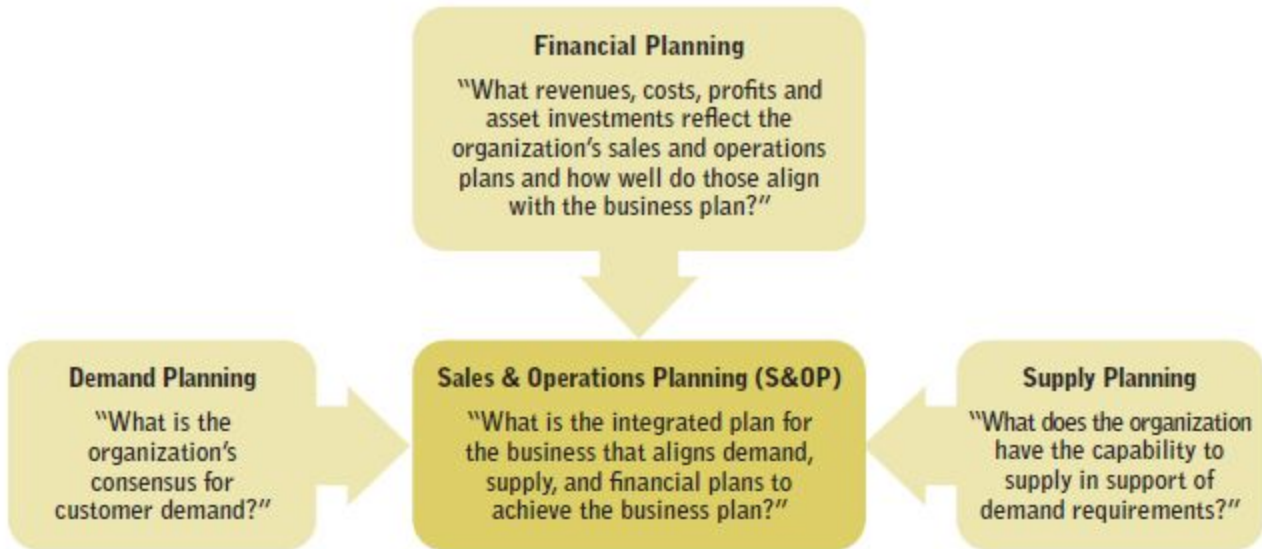 Financial Planning
“What revenues, costs, profits and
asset investments reflect the
organization’s sales and operations
plans and how well do those align
with the business plan?”
Demand Planning
“What is the
organization’s
consensus for
customer demand?”
Sales & Operations Planning (S&OP)
“What is the integrated plan for
the business that aligns demand,
supply, and financial plans to
achieve the business plan?”
Supply Planning
“What does the organization
have the capability to
supply in support of
demand requirements?”